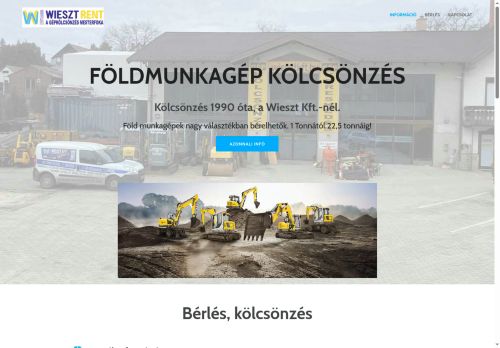 WIESZT RENT
A GÉPKÖLCSÖNZÉS MESTERFOKA
INFORMÁCIÓ
BÉRLÉS
KAPCSOLAT
FÖLDMUNKAGÉP KÖLCSÖNZÉS
Kölcsönzés 1990 óta, a Wieszt Kft.-nél.
Föld munkagépek nagy választékban bérelhetők. 1 Tonnától 22,5 tonnáig!
AZONNALI INFO
Bérlés, kölcsönzés